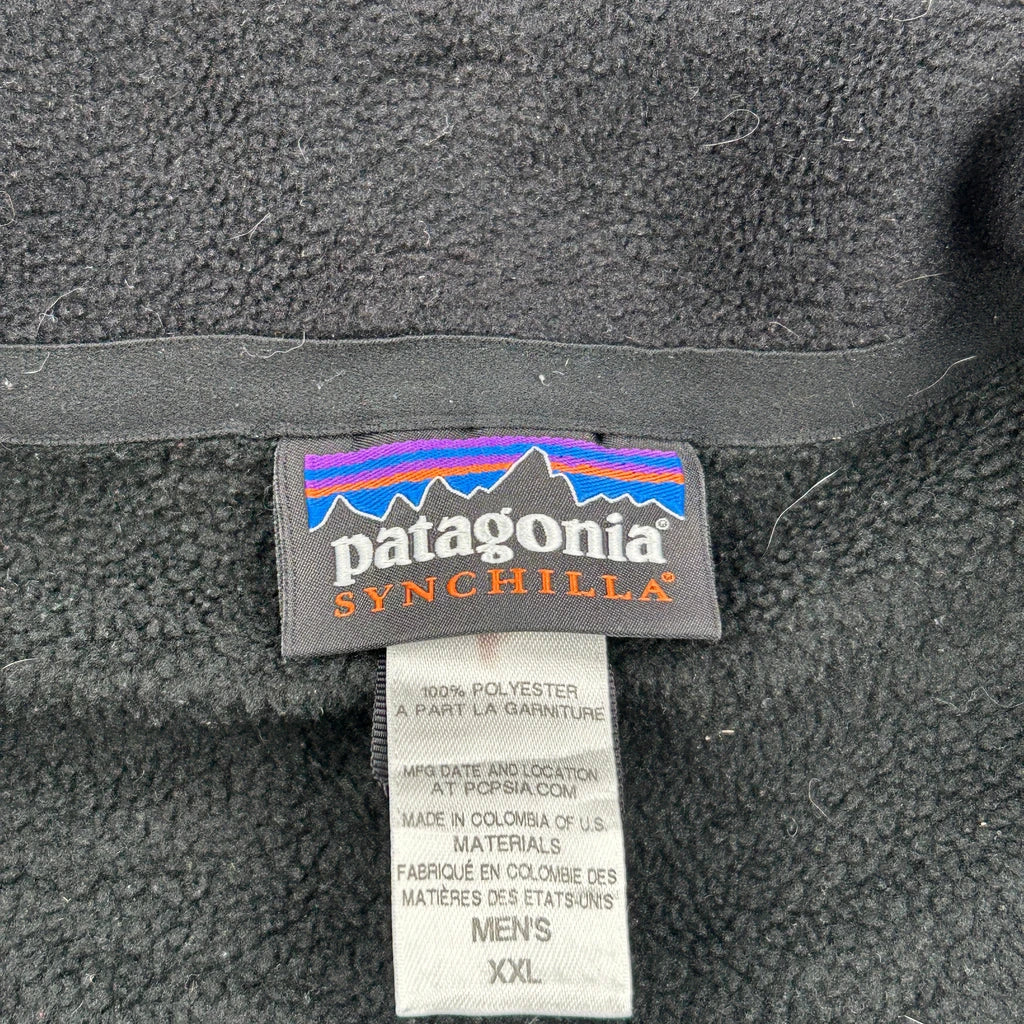 patagonia®
SYNCHILLA®
100% POLYESTER
A PART LA GARNITURE
MFG DATE AND LOCATION
AT PCPSIA.COM
MADE IN COLOMBIA OF U.S.
MATERIALS
FABRIQUÉ EN COLOMBIE DES
MATIÈRES DES ETATS-UNIS
MEN'S
XXL